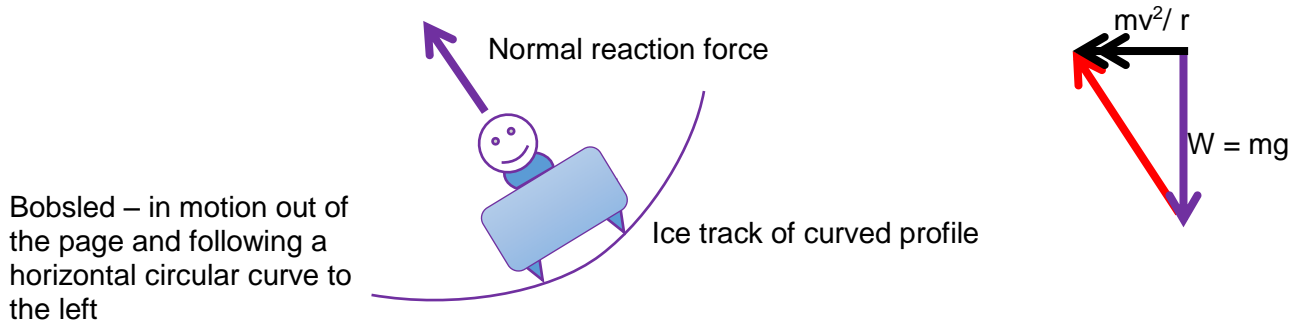 mv²/ r
Normal reaction force
W = mg
Bobsled – in motion out of
the page and following a
horizontal circular curve to
the left
Ice track of curved profile